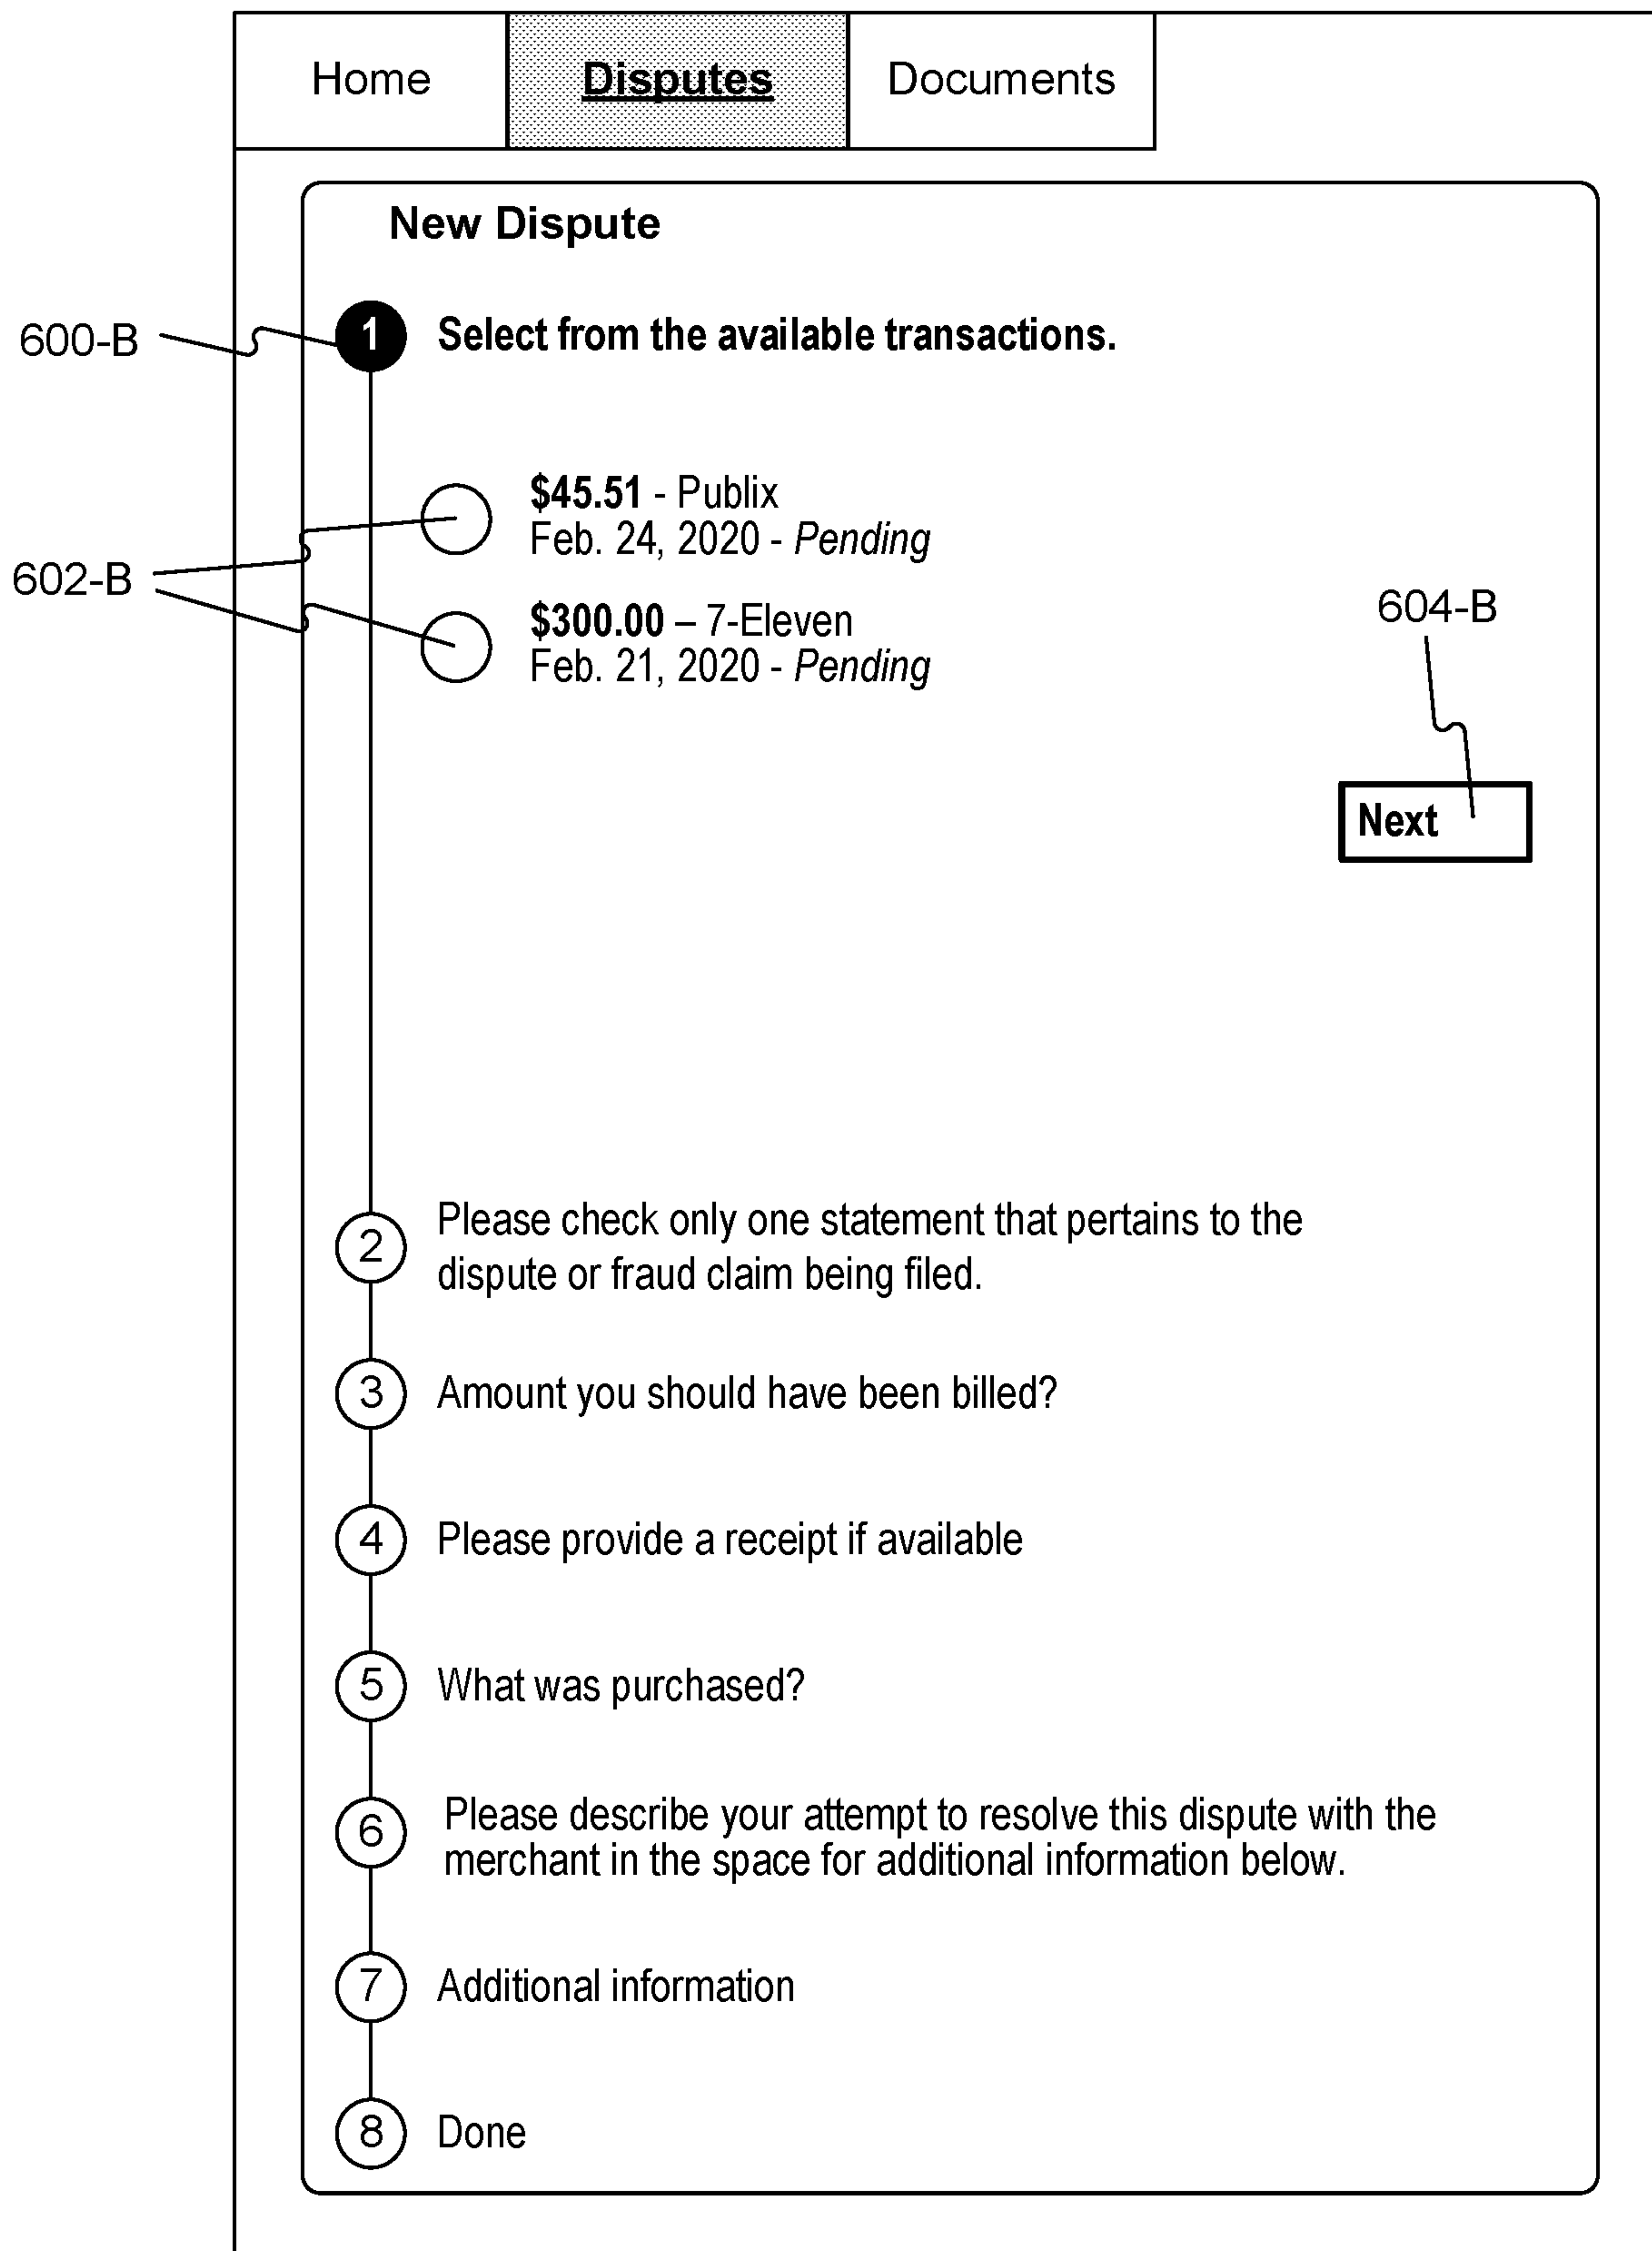 Home Disputes Documents
New Dispute
600-B
1 Select from the available transactions.
$45.51 - Publix
Feb. 24, 2020 - Pending
602-B
$300.00 – 7-Eleven
Feb. 21, 2020 - Pending
604-B
Next
2 Please check only one statement that pertains to the
dispute or fraud claim being filed.
3 Amount you should have been billed?
4 Please provide a receipt if available
5 What was purchased?
6 Please describe your attempt to resolve this dispute with the
merchant in the space for additional information below.
7 Additional information
8 Done